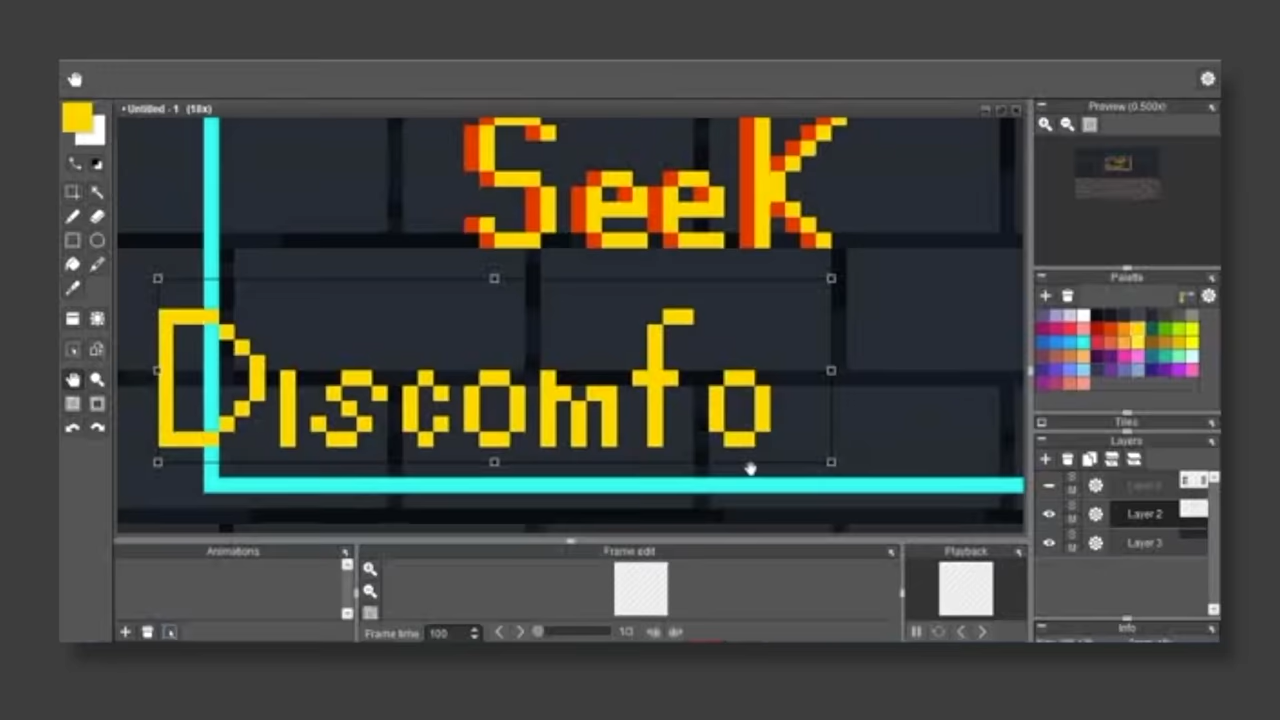 Untitled - 1 (18x)
Preview (0.500x)
Seek
Discomfo
Palette
Tiles
Layers
Layer 2
Layer 3
Animations
Frame edit
Playback
Frame time 100
Info